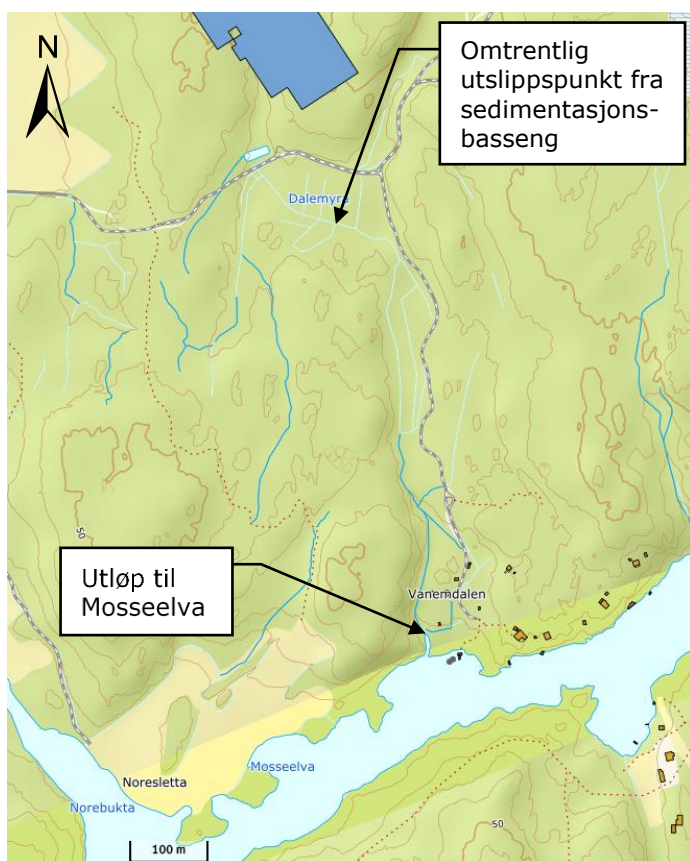 N
Omtrentlig
utslippspunkt fra
sedimentasjons-
basseng
Dalemyra
50
Utløp til
Mosseelva
Vanemdalen
Mosseelva
Noresletta
Norebukta
50
100 m